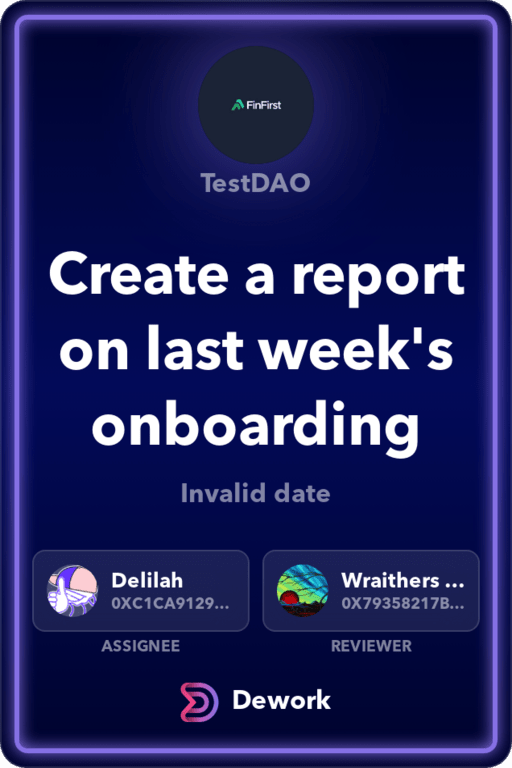 FinFirst
TestDAO
Create a report
on last week's
onboarding
Invalid date
Delilah
0XC1CA9129...
Wraithers ...
0X79358217B...
ASSIGNEE
REVIEWER
Dework